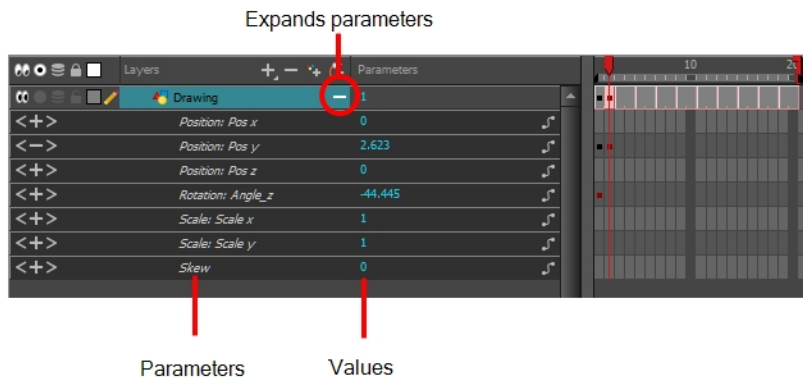 Expands parameters
Layers Parameters 10 2
Drawing 1
<+> Position: Pos x 0
<-> Position: Pos y 2.623
<+> Position: Pos z 0
<+> Rotation: Angle_z -44.445
<+> Scale: Scale x 1
<+> Scale: Scale y 1
<+> Skew 0
Parameters Values